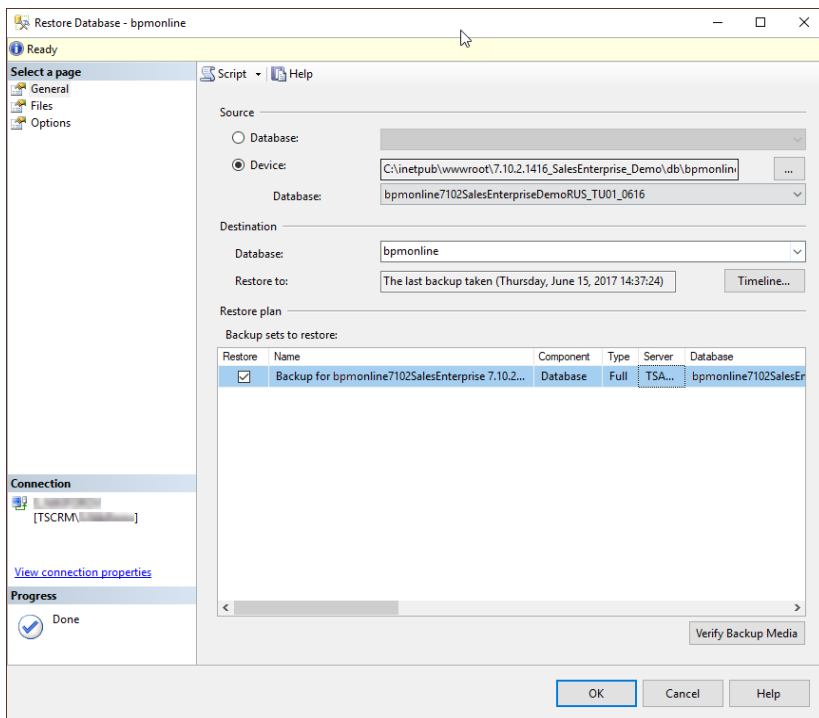 Restore Database - bpmonline
Ready
Select a page
General
Files
Options
Script Help
Source
Database:
Device: C:\inetpub\wwwroot\7.10.2.1416_SalesEnterprise_Demo\db\bpmonlin ...
Database: bpmonline7102SalesEnterpriseDemoRUS_TU01_0616
Destination
Database: bpmonline
Restore to: The last backup taken (Thursday, June 15, 2017 14:37:24) Timeline...
Restore plan
Backup sets to restore:
Restore Name Component Type Server Database
Backup for bpmonline7102SalesEnterprise 7.10.2... Database Full TSA... bpmonline7102SalesEr
Connection
[TSCRM\ ]
View connection properties
Progress
Done
Verify Backup Media
OK Cancel Help